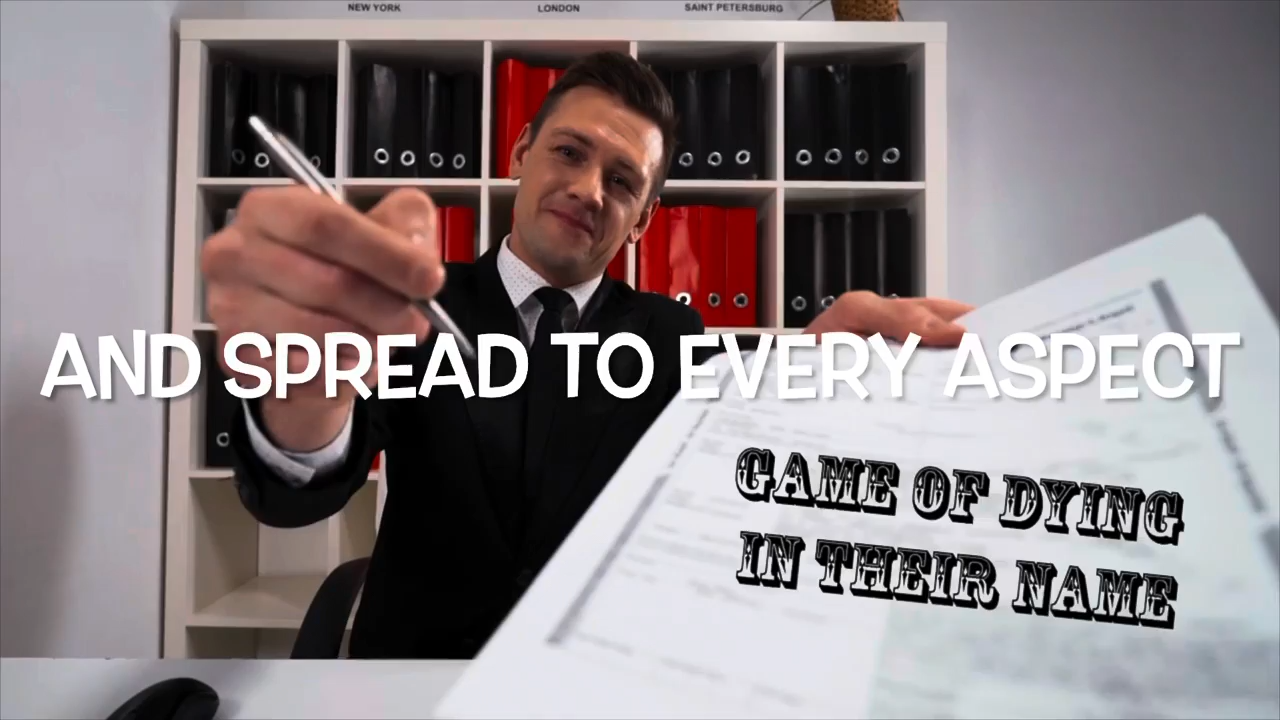 NEW YORK LONDON SAINT PETERSBURG
AND SPREAD TO EVERY ASPECT
GAME OF DYING
IN THEIR NAME